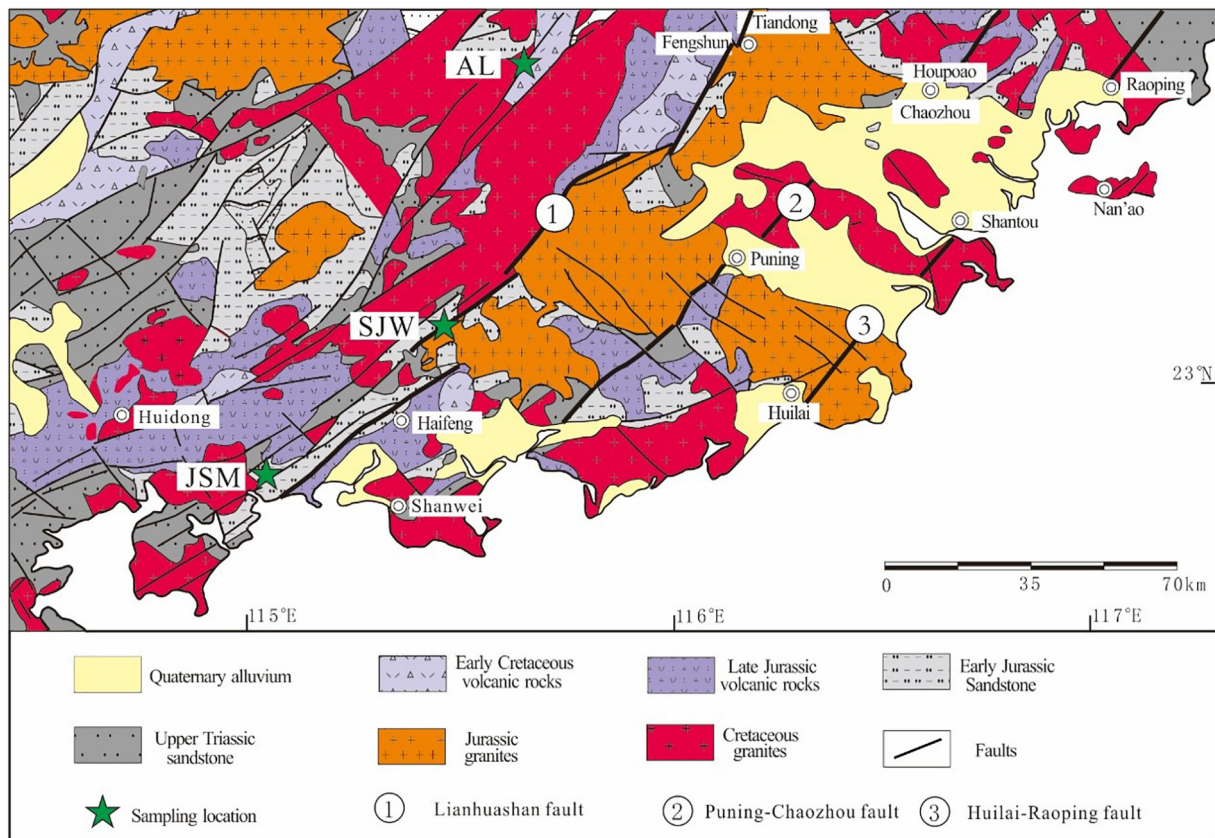 Tiandong
Fengshun
AL
Houpoao
Raoping
Chaozhou
Nan'ao
1
2
Shantou
Puning
SJW
3
23°N
Huilai
Huidong
Haifeng
JSM
Shanwei
0 35 70km
115°E 116°E 117°E
Quaternary alluvium
Early Cretaceous
volcanic rocks
Late Jurassic
volcanic rocks
Early Jurassic
Sandstone
Upper Triassic
sandstone
Jurassic
granites
Cretaceous
granites
Faults
Sampling location
1 Lianhuashan fault
2 Puning-Chaozhou fault
3 Huilai-Raoping fault